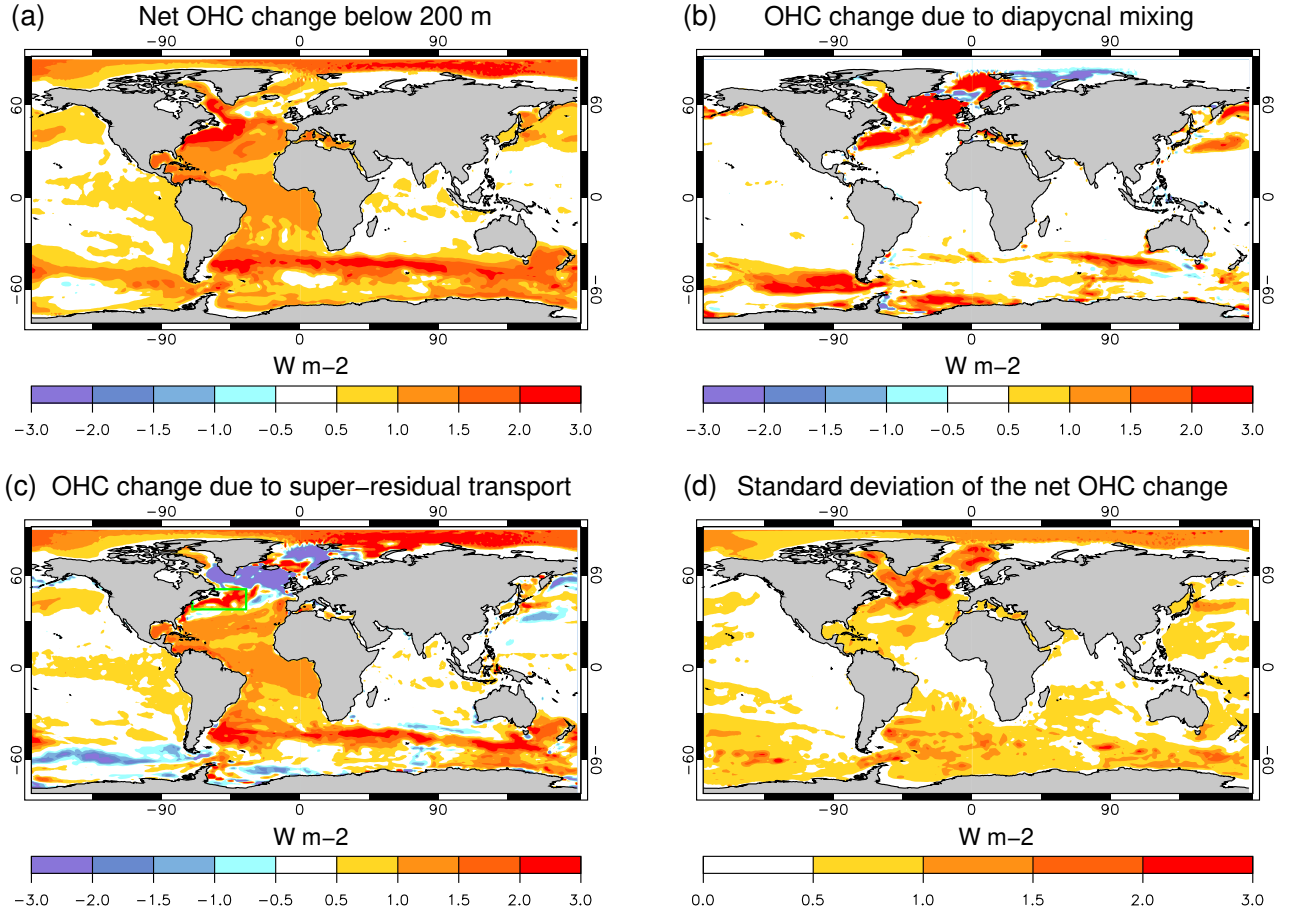 (a) Net OHC change below 200 m
−90 0 90
60 60
0 0
−60 −60
−90 0 90
W m−2
−3.0 −2.0 −1.5 −1.0 −0.5 0.5 1.0 1.5 2.0 3.0
(b) OHC change due to diapycnal mixing
−90 0 90
60 60
0 0
−60 −60
−90 0 90
W m−2
−3.0 −2.0 −1.5 −1.0 −0.5 0.5 1.0 1.5 2.0 3.0
(c) OHC change due to super−residual transport
−90 0 90
60 60
0 0
−60 −60
−90 0 90
W m−2
−3.0 −2.0 −1.5 −1.0 −0.5 0.5 1.0 1.5 2.0 3.0
(d) Standard deviation of the net OHC change
−90 0 90
60 60
0 0
−60 −60
−90 0 90
W m−2
0.0 0.5 1.0 1.5 2.0 3.0